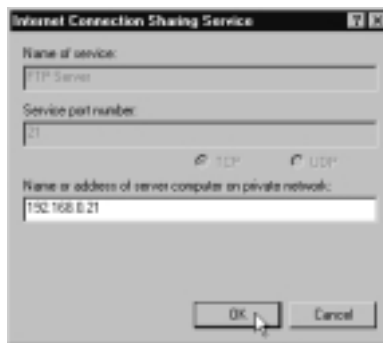 Internet Connection Sharing Service
Name of service:
FTP Server
Service port number:
21
TCP UDP
Name or address of server computer on private network:
192.168.0.21
OK Cancel